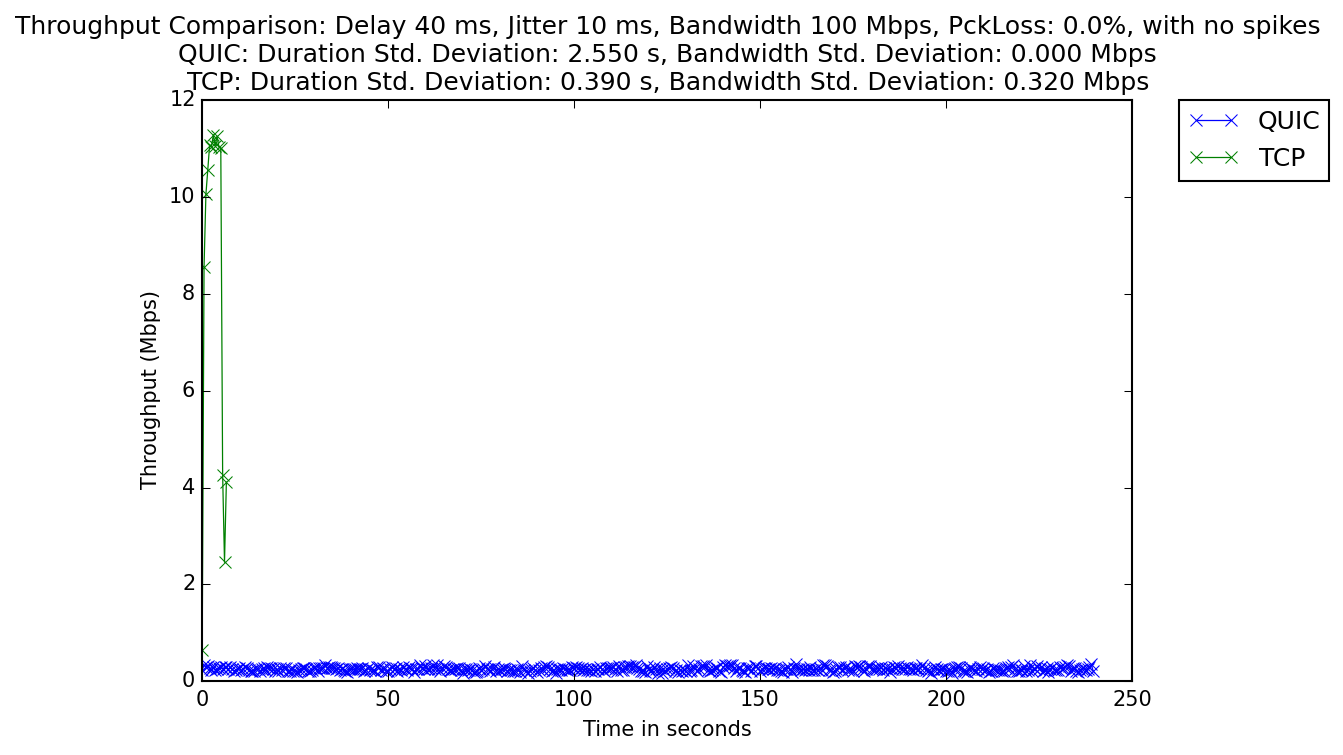 Throughput Comparison: Delay 40 ms, Jitter 10 ms, Bandwidth 100 Mbps, PckLoss: 0.0%, with no spikes
QUIC: Duration Std. Deviation: 2.550 s, Bandwidth Std. Deviation: 0.000 Mbps
TCP: Duration Std. Deviation: 0.390 s, Bandwidth Std. Deviation: 0.320 Mbps
12
10
8
6
4
2
0
Throughput (Mbps)
0 50 100 150 200 250
Time in seconds
QUIC
TCP